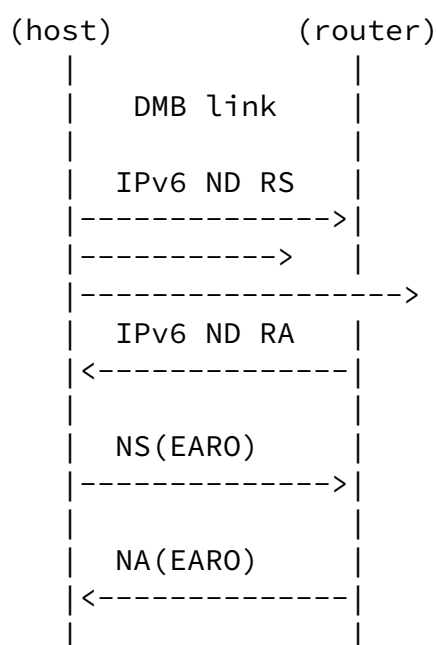 (host) (router)
DMB link
IPv6 ND RS
IPv6 ND RA
NS(EARO)
NA(EARO)